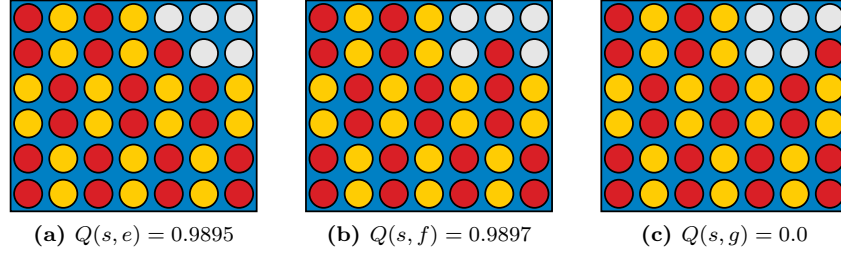 (a) Q(s, e) = 0.9895
(b) Q(s, f) = 0.9897
(c) Q(s, g) = 0.0